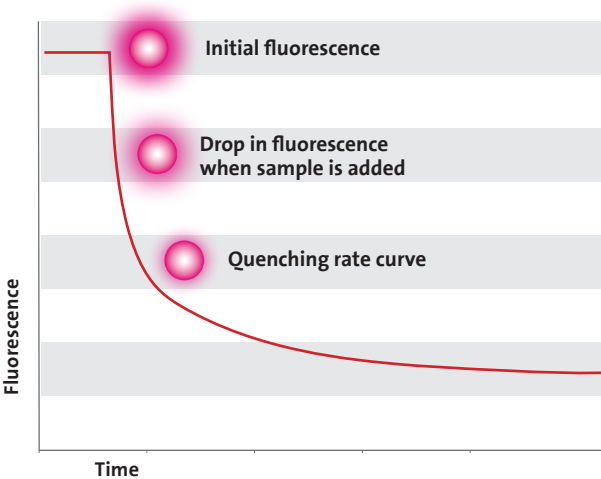 Initial fluorescence
Drop in fluorescence
when sample is added
Quenching rate curve
Fluorescence
Time